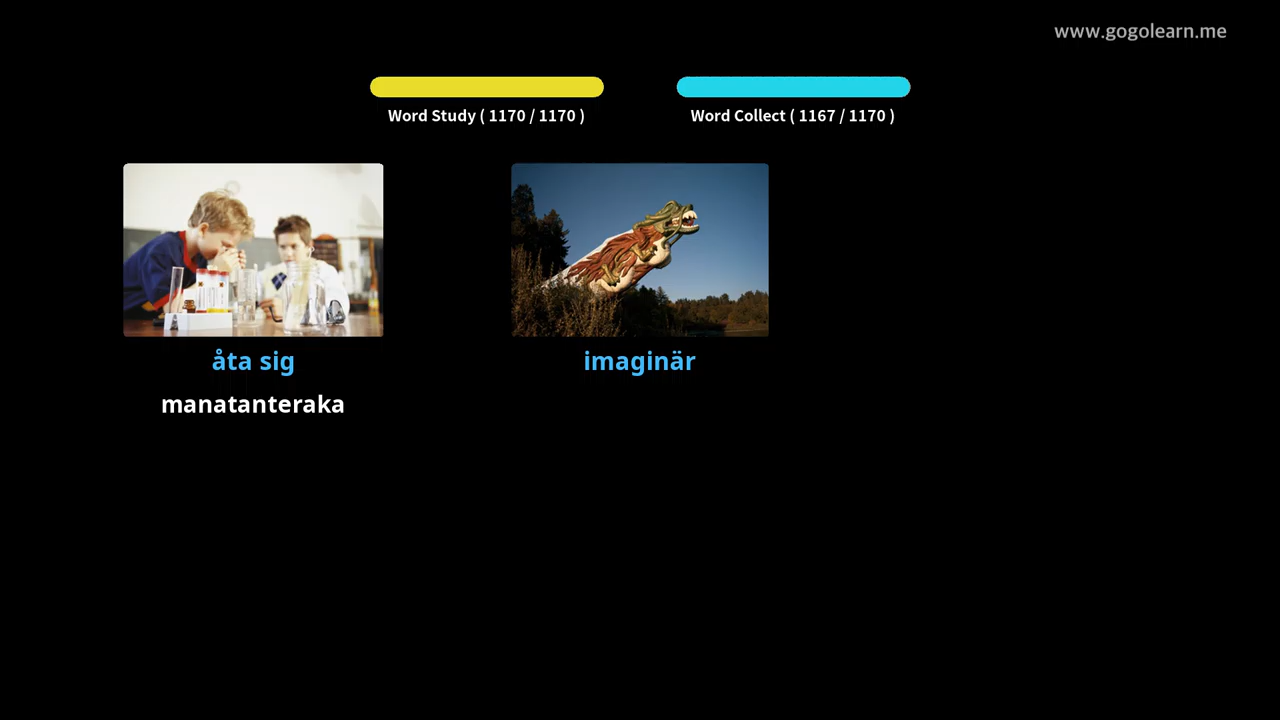 www.gogolearn.me
Word Study ( 1170 / 1170 )
Word Collect ( 1167 / 1170 )
åta sig
imaginär
manatanteraka